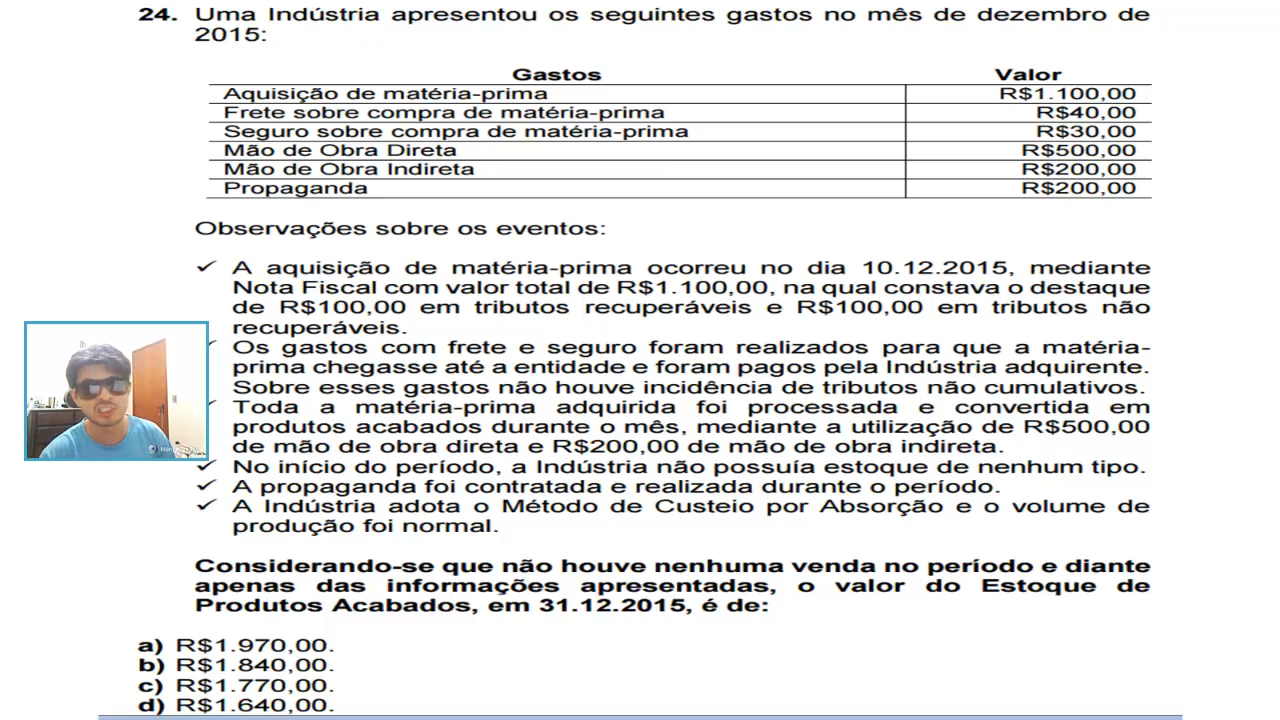 24. Uma Indústria apresentou os seguintes gastos no mês de dezembro de
2015:
Gastos Valor
Aquisição de matéria-prima R$1.100,00
Frete sobre compra de matéria-prima R$40,00
Seguro sobre compra de matéria-prima R$30,00
Mão de Obra Direta R$500,00
Mão de Obra Indireta R$200,00
Propaganda R$200,00
Observações sobre os eventos:
✓ A aquisição de matéria-prima ocorreu no dia 10.12.2015, mediante
Nota Fiscal com valor total de R$1.100,00, na qual constava o destaque
de R$100,00 em tributos recuperáveis e R$100,00 em tributos não
recuperáveis.
Os gastos com frete e seguro foram realizados para que a matéria-
prima chegasse até a entidade e foram pagos pela Indústria adquirente.
Sobre esses gastos não houve incidência de tributos não cumulativos.
Toda a matéria-prima adquirida foi processada e convertida em
produtos acabados durante o mês, mediante a utilização de R$500,00
de mão de obra direta e R$200,00 de mão de obra indireta.
✓ No início do período, a Indústria não possuía estoque de nenhum tipo.
✓ A propaganda foi contratada e realizada durante o período.
✓ A Indústria adota o Método de Custeio por Absorção e o volume de
produção foi normal.
Considerando-se que não houve nenhuma venda no período e diante
apenas das informações apresentadas, o valor do Estoque de
Produtos Acabados, em 31.12.2015, é de:
a) R$1.970,00.
b) R$1.840,00.
c) R$1.770,00.
d) R$1.640,00.